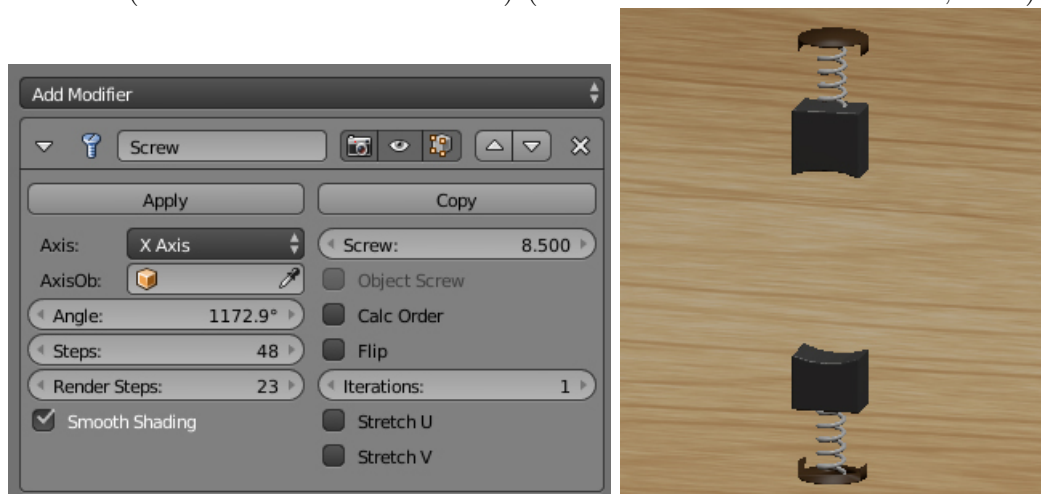 Add Modifier
Screw
Apply Copy
Axis: X Axis Screw: 8.500
AxisOb: Object Screw
Angle: 1172.9° Calc Order
Steps: 48 Flip
Render Steps: 23 Iterations: 1
Smooth Shading Stretch U
Stretch V